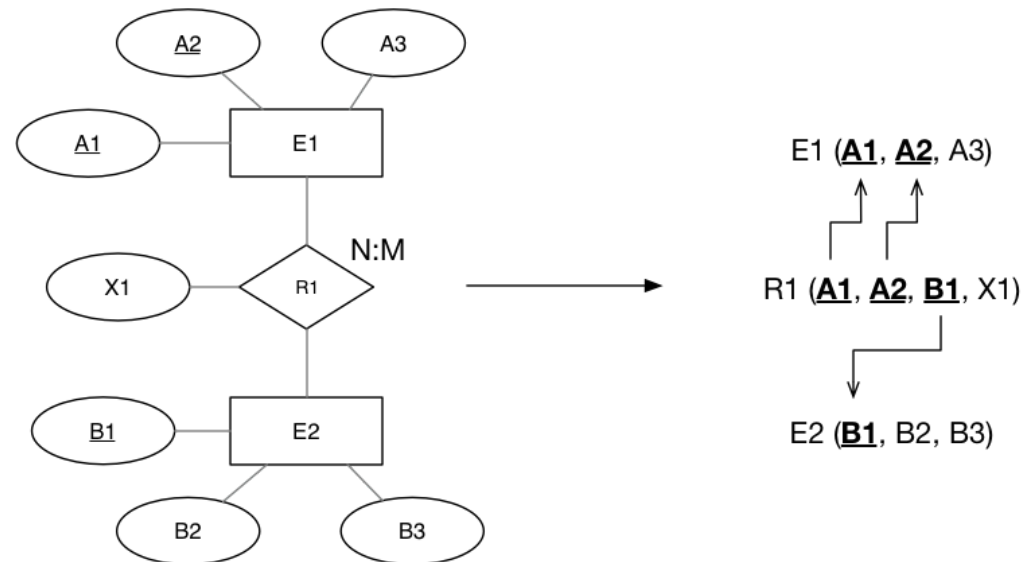 A2
A3
A1
E1
N:M
X1
R1
B1
E2
B2
B3
E1 (A1, A2, A3)
R1 (A1, A2, B1, X1)
E2 (B1, B2, B3)